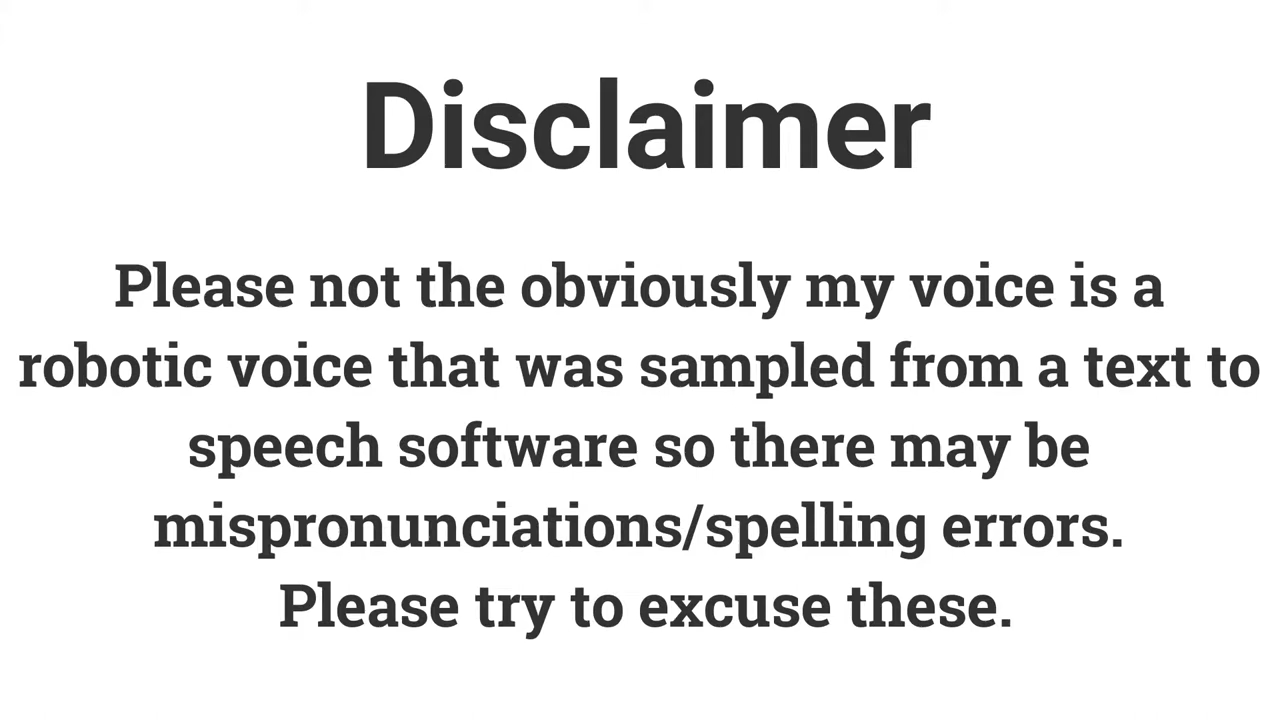 Disclaimer
Please not the obviously my voice is a
robotic voice that was sampled from a text to
speech software so there may be
mispronunciations/spelling errors.
Please try to excuse these.